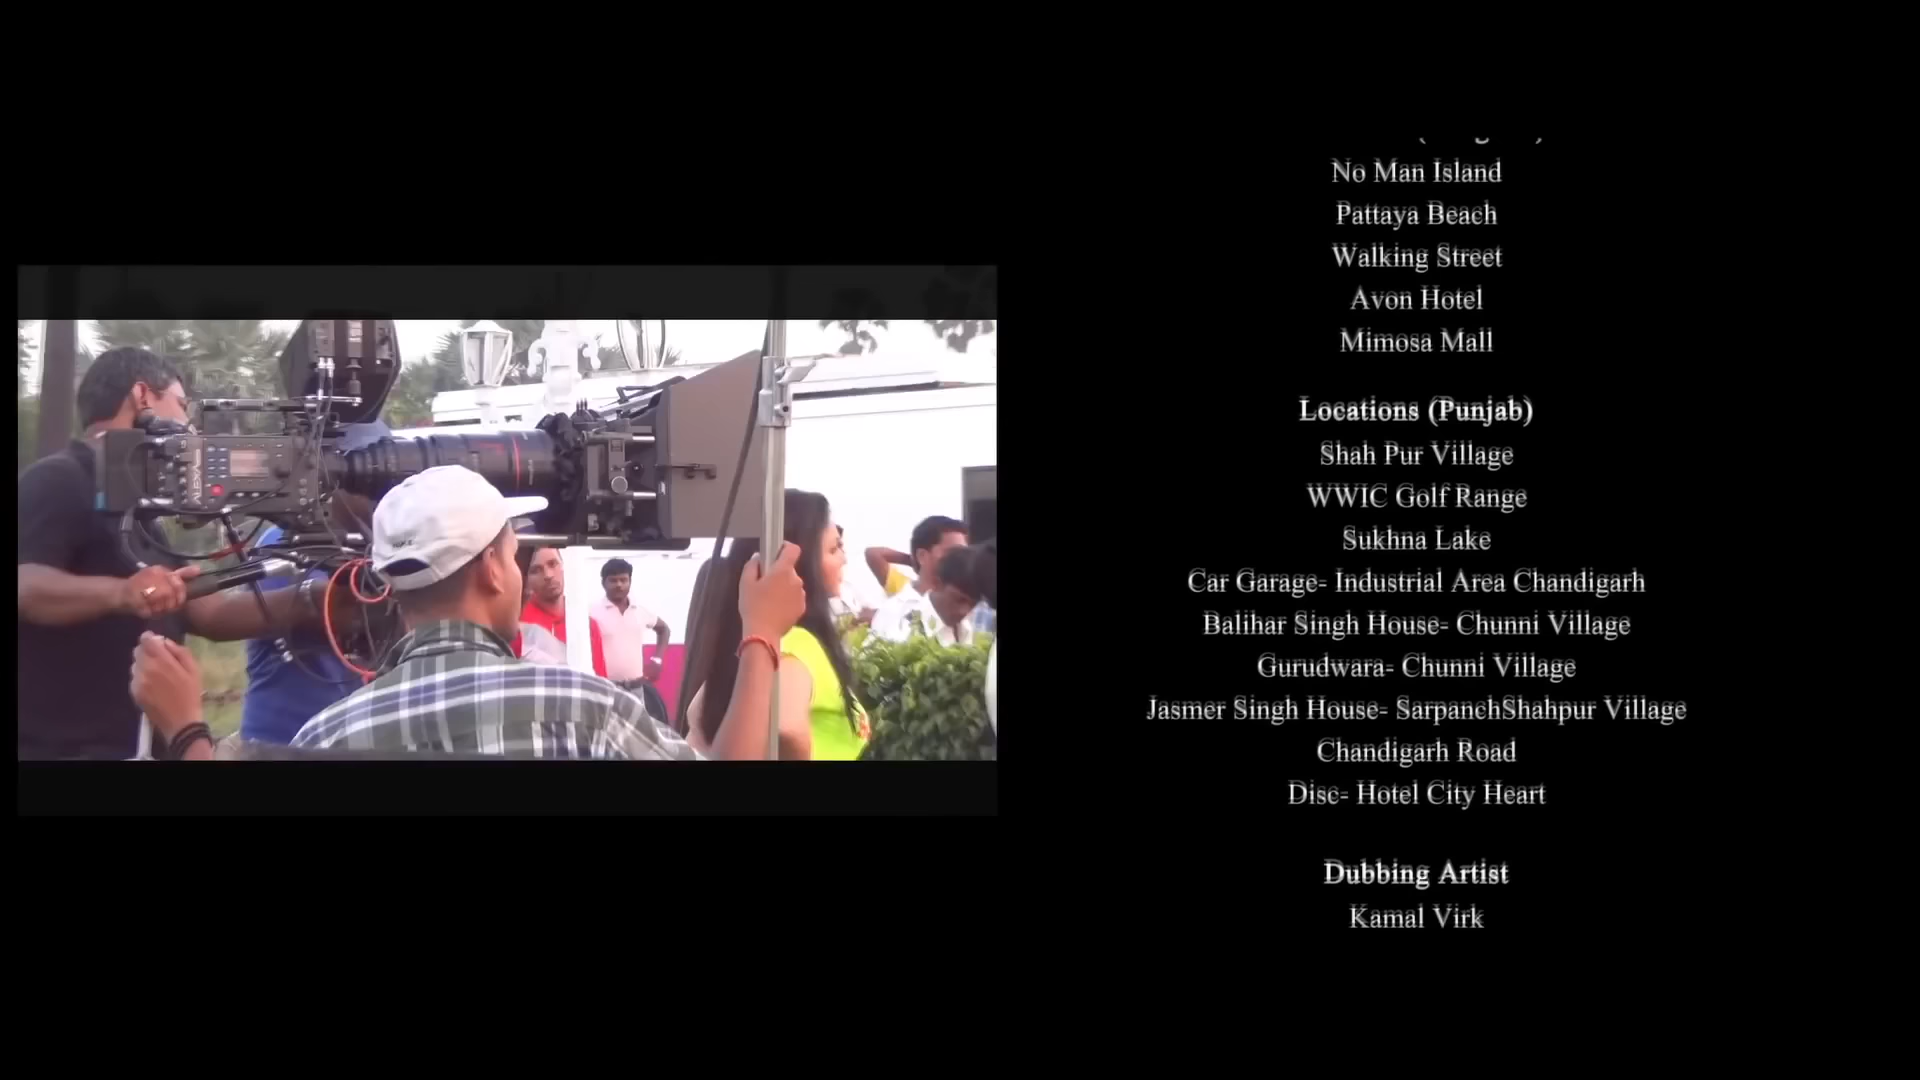 ALEXA
No Man Island
Pattaya Beach
Walking Street
Avon Hotel
Mimosa Mall
Locations (Punjab)
Shah Pur Village
WWIC Golf Range
Sukhna Lake
Car Garage- Industrial Area Chandigarh
Balihar Singh House- Chunni Village
Gurudwara- Chunni Village
Jasmer Singh House- SarpanchShahpur Village
Chandigarh Road
Disc- Hotel City Heart
Dubbing Artist
Kamal Virk